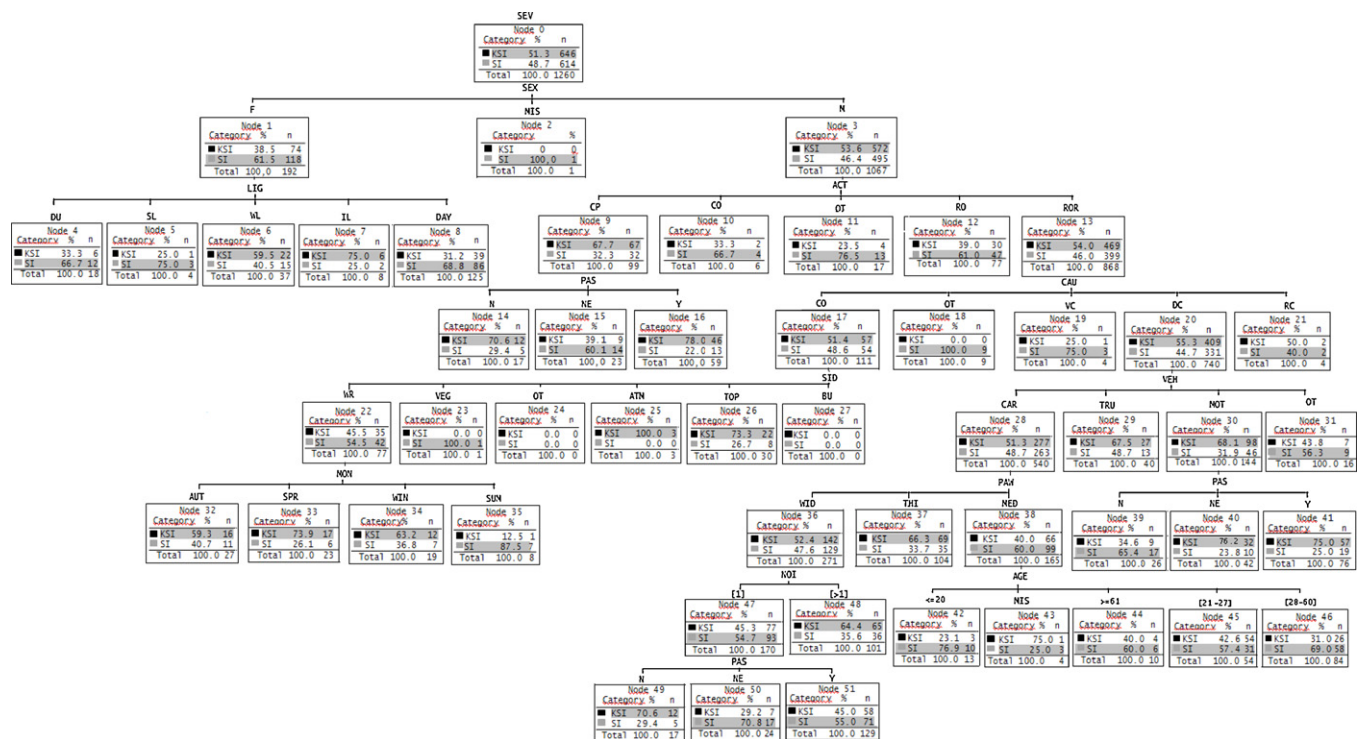 SEV
Node 0
Category % n
KSI 51.3 646
SI 48.7 614
Total 100.0 1260
SEX
F MIS M
Node 1
Category % n
KSI 38.5 74
SI 61.5 118
Total 100,0 192
Node 2
Category %
KSI 0 0
SI 100,0 1
Total 100.0 1
Node 3
Category % n
KSI 53.6 572
SI 46.4 495
Total 100.0 1067
LIG
DU SL WL IL DAY
Node 4
Category % n
KSI 33.3 6
SI 66.7 12
Total 100.0 18
Node 5
Category % n
KSI 25.0 1
SI 75.0 3
Total 100.0 4
Node 6
Category % n
KSI 59.5 22
SI 40.5 15
Total 100.0 37
Node 7
Category % n
KSI 75.0 6
SI 25.0 2
Total 100.0 8
Node 8
Category % n
KSI 31.2 39
SI 68.8 86
Total 100.0 125
ACT
CP CO OT RO ROR
Node 9
Category % n
KSI 67.7 67
SI 32.3 32
Total 100.0 99
Node 10
Category % n
KSI 33.3 2
SI 66.7 4
Total 100.0 6
Node 11
Category % n
KSI 23.5 4
SI 76.5 13
Total 100.0 17
Node 12
Category % n
KSI 39.0 30
SI 61.0 47
Total 100.0 77
Node 13
Category % n
KSI 54.0 469
SI 46.0 399
Total 100.0 868
PAS
N NE Y
Node 14
Category % n
KSI 70.6 12
SI 29.4 5
Total 100.0 17
Node 15
Category % n
KSI 39.1 9
SI 60.1 14
Total 100,0 23
Node 16
Category % n
KSI 78.0 46
SI 22.0 13
Total 100,0 59
CAU
CO OT VC DC RC
Node 17
Category % n
KSI 51.4 57
SI 48.6 54
Total 100.0 111
Node 18
Category % n
KSI 0.0 0
SI 100.0 9
Total 100.0 9
Node 19
Category % n
KSI 25.0 1
SI 75.0 3
Total 100.0 4
Node 20
Category % n
KSI 55.3 409
SI 44.7 331
Total 100.0 740
Node 21
Category % n
KSI 50.0 2
SI 40.0 2
Total 100.0 4
SID
WR VEG OT ATM TOP BU
Node 22
Category % n
KSI 45.5 35
SI 54.5 42
Total 100.0 77
Node 23
Category % n
KSI 0.0 0
SI 100.0 1
Total 100.0 1
Node 24
Category % n
KSI 0.0 0
SI 0.0 0
Total 100.0 0
Node 25
Category % n
KSI 100.0 3
SI 0.0 0
Total 100.0 3
Node 26
Category % n
KSI 73.3 22
SI 26.7 8
Total 100.0 30
Node 27
Category % n
KSI 0.0 0
SI 0.0 0
Total 100.0 0
VEH
CAR TRU MOT OT
Node 28
Category % n
KSI 51.3 277
SI 48.7 263
Total 100.0 540
Node 29
Category % n
KSI 67.5 27
SI 48.7 13
Total 100.0 40
Node 30
Category % n
KSI 68.1 98
SI 31.9 46
Total 100.0 144
Node 31
Category % n
KSI 43.8 7
SI 56.3 9
Total 100.0 16
MON
AUT SPR WIN SUM
Node 32
Category % n
KSI 59.3 16
SI 40.7 11
Total 100.0 27
Node 33
Category % n
KSI 73.9 17
SI 26.1 6
Total 100.0 23
Node 34
Category% n
KSI 63.2 12
SI 36.8 7
Total 100.0 19
Node 35
Category % n
KSI 12.5 1
SI 87.5 7
Total 100.0 8
PAW
WID THI MED
Node 36
Category % n
KSI 52.4 142
SI 47.6 129
Total 100.0 271
Node 37
Category % n
KSI 66.3 69
SI 33.7 35
Total 100.0 104
Node 38
Category % n
KSI 40.0 66
SI 60.0 99
Total 100.0 165
PAS
N NE Y
Node 39
Category % n
KSI 34.6 9
SI 65.4 17
Total 100.0 26
Node 40
Category % n
KSI 76.2 32
SI 23.8 10
Total 100.0 42
Node 41
Category % n
KSI 75.0 57
SI 25.0 19
Total 100.0 76
AGE
<=20 MIS >=61 [21-27] [28-60]
Node 42
Category % n
KSI 23.1 3
SI 76.9 10
Total 100.0 13
Node 43
Category % n
KSI 75.0 1
SI 25.0 3
Total 100.0 4
Node 44
Category % n
KSI 40.0 4
SI 60.0 6
Total 100.0 10
Node 45
Category % n
KSI 42.6 54
SI 57.4 31
Total 100.0 54
Node 46
Category % n
KSI 31.0 26
SI 69.0 58
Total 100.0 84
NOI
[1] [>1]
Node 47
Category % n
KSI 45.3 77
SI 54.7 93
Total 100.0 170
Node 48
Category % n
KSI 64.4 65
SI 35.6 36
Total 100.0 101
PAS
N NE Y
Node 49
Category % n
KSI 70.6 12
SI 29.4 5
Total 100.0 17
Node 50
Category % n
KSI 29.2 7
SI 70.8 17
Total 100.0 24
Node 51
Category % n
KSI 45.0 58
SI 55.0 71
Total 100.0 129